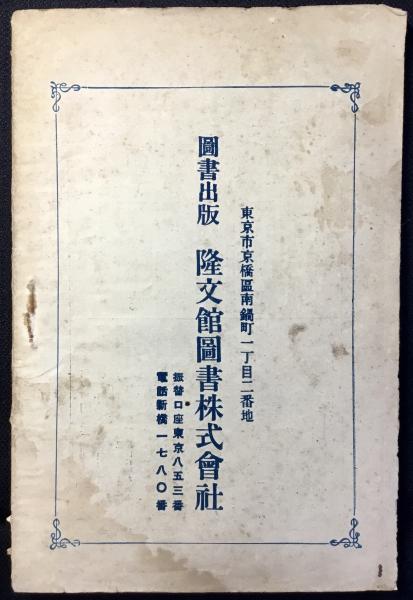 東京市京橋區南鍋町一丁目二番地
圖書出版 隆文館圖書株式會社
振替口座東京八五三番
電話新橋一七八〇番